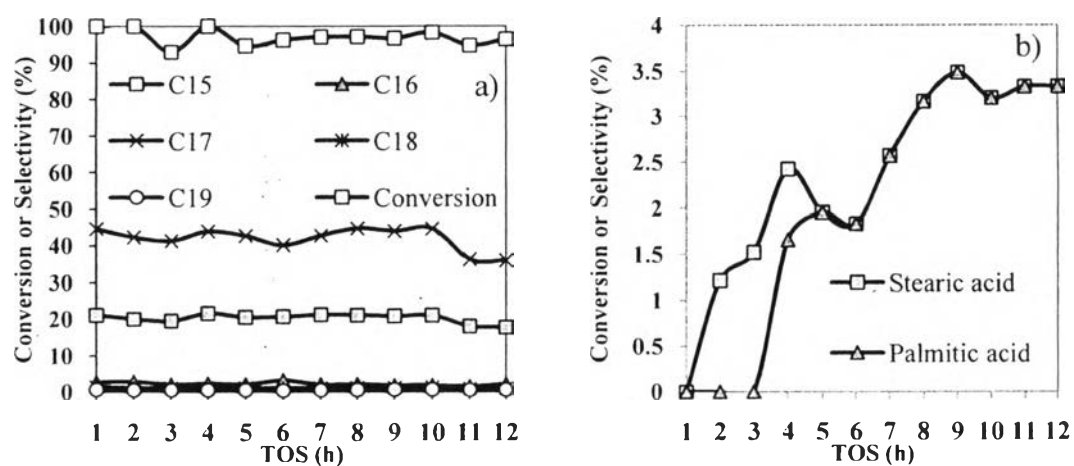 Conversion or Selectivity (%)
100
90
80
70
60
50
40
30
20
10
0
C15
C16
C17
C18
C19
Conversion
a)
1 2 3 4 5 6 7 8 9 10 11 12
TOS (h)
Conversion or Selectivity (%)
4
3.5
3
2.5
2
1.5
1
0.5
0
b)
Stearic acid
Palmitic acid
1 2 3 4 5 6 7 8 9 10 11 12
TOS (h)